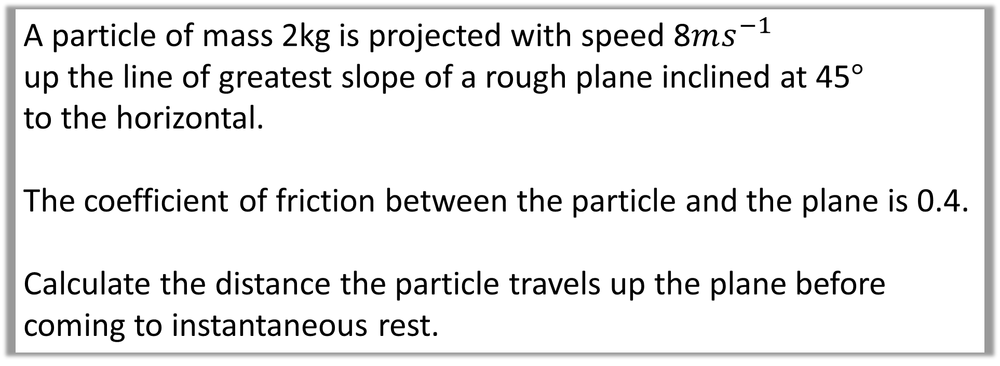 A particle of mass 2kg is projected with speed 8ms⁻¹
up the line of greatest slope of a rough plane inclined at 45°
to the horizontal.
The coefficient of friction between the particle and the plane is 0.4.
Calculate the distance the particle travels up the plane before
coming to instantaneous rest.